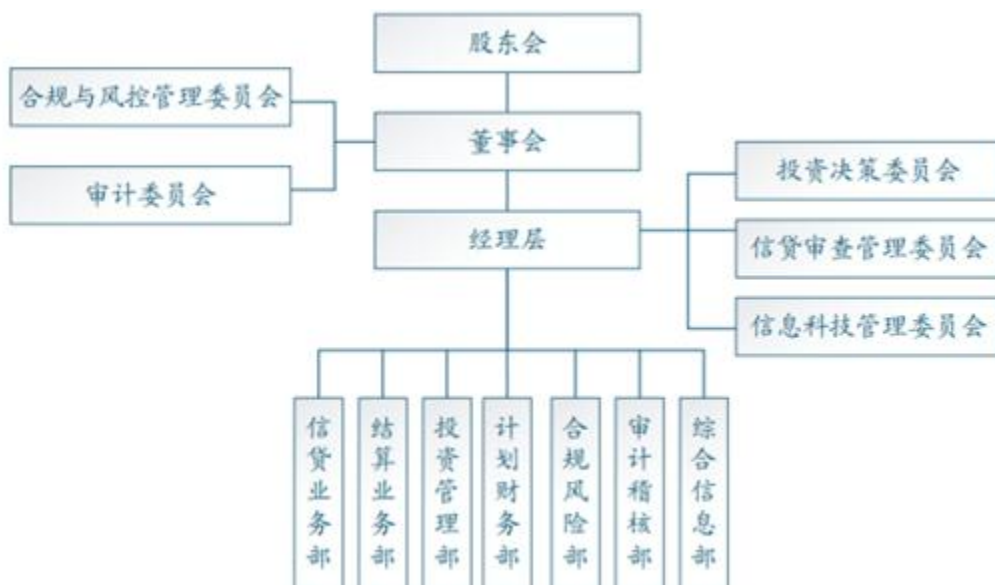 股东会
合规与风控管理委员会
董事会
审计委员会
投资决策委员会
经理层
信贷审查管理委员会
信息科技管理委员会
信贷业务部
结算业务部
投资管理部
计划财务部
合规风险部
审计稽核部
综合信息部